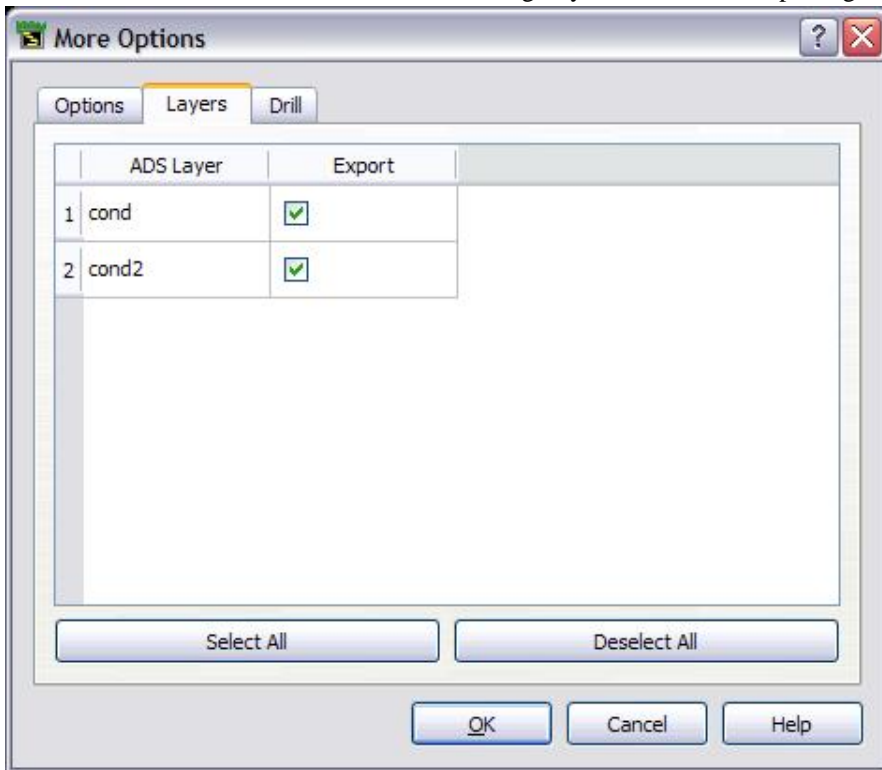 More Options
Options Layers Drill
ADS Layer Export
1 cond
2 cond2
Select All Deselect All
OK Cancel Help